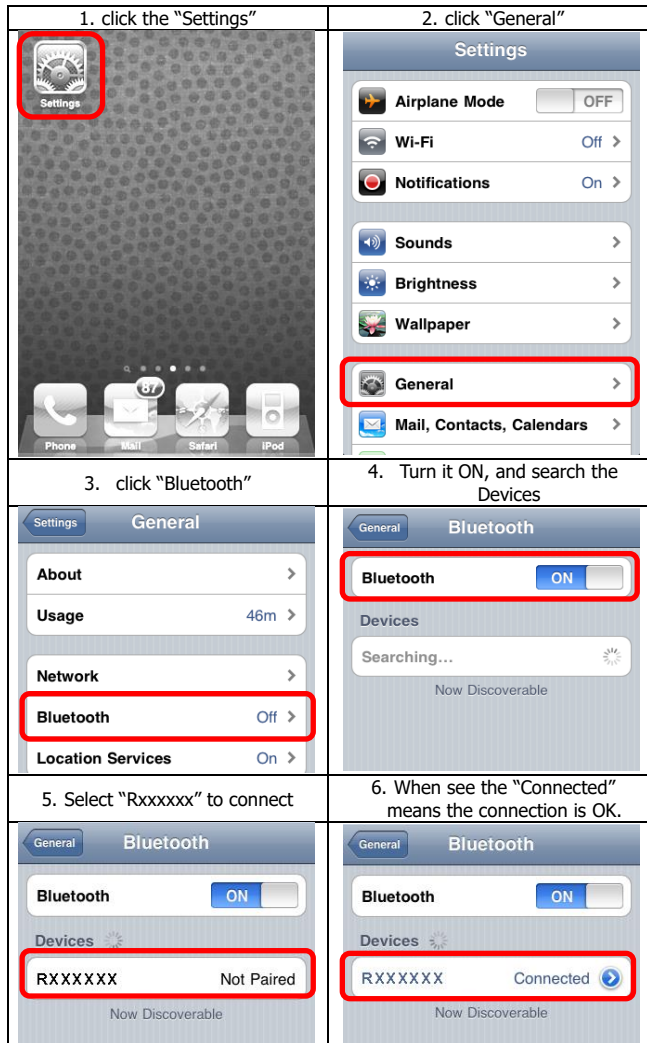 1. click the “Settings”
Settings
87
Phone
Mail
Safari
iPod
2. click “General”
Settings
Airplane Mode OFF
Wi-Fi Off
Notifications On
Sounds
Brightness
Wallpaper
General
Mail, Contacts, Calendars
3. click “Bluetooth”
Settings General
About
Usage 46m
Network
Bluetooth Off
Location Services On
4. Turn it ON, and search the
Devices
General Bluetooth
Bluetooth ON
Devices
Searching...
Now Discoverable
5. Select “Rxxxxxx” to connect
General Bluetooth
Bluetooth ON
Devices
RXXXXXX Not Paired
Now Discoverable
6. When see the “Connected”
means the connection is OK.
General Bluetooth
Bluetooth ON
Devices
RXXXXXX Connected
Now Discoverable